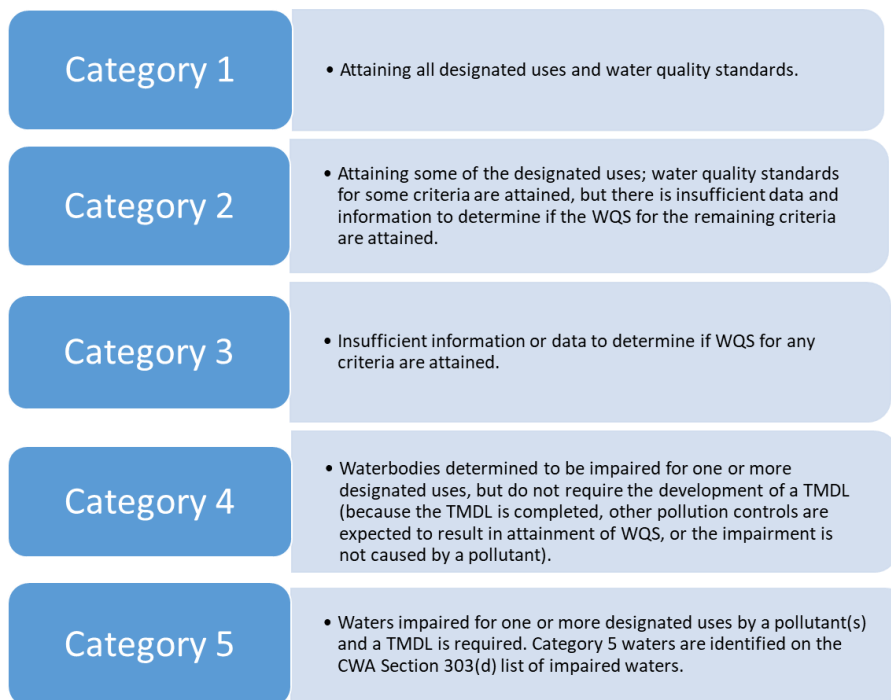 Category 1
• Attaining all designated uses and water quality standards.
Category 2
• Attaining some of the designated uses; water quality standards
for some criteria are attained, but there is insufficient data and
information to determine if the WQS for the remaining criteria
are attained.
Category 3
• Insufficient information or data to determine if WQS for any
criteria are attained.
Category 4
• Waterbodies determined to be impaired for one or more
designated uses, but do not require the development of a TMDL
(because the TMDL is completed, other pollution controls are
expected to result in attainment of WQS, or the impairment is
not caused by a pollutant).
Category 5
• Waters impaired for one or more designated uses by a pollutant(s)
and a TMDL is required. Category 5 waters are identified on the
CWA Section 303(d) list of impaired waters.